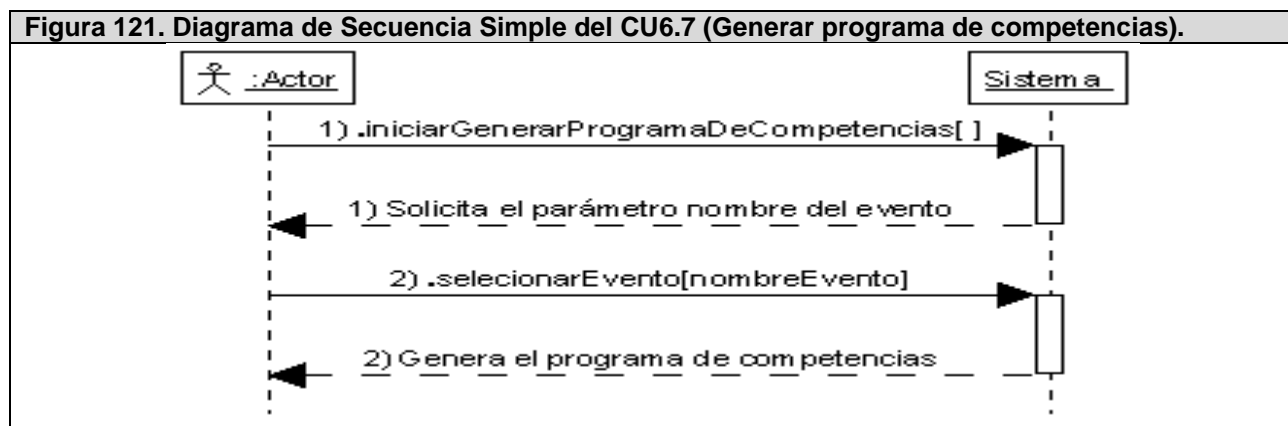 Figura 121. Diagrama de Secuencia Simple del CU6.7 (Generar programa de competencias).
:Actor
Sistema
1) .iniciarGenerarProgramaDeCompetencias[ ]
1) Solicita el parámetro nombre del evento
2) .selecionarEvento[nombreEvento]
2) Genera el programa de competencias